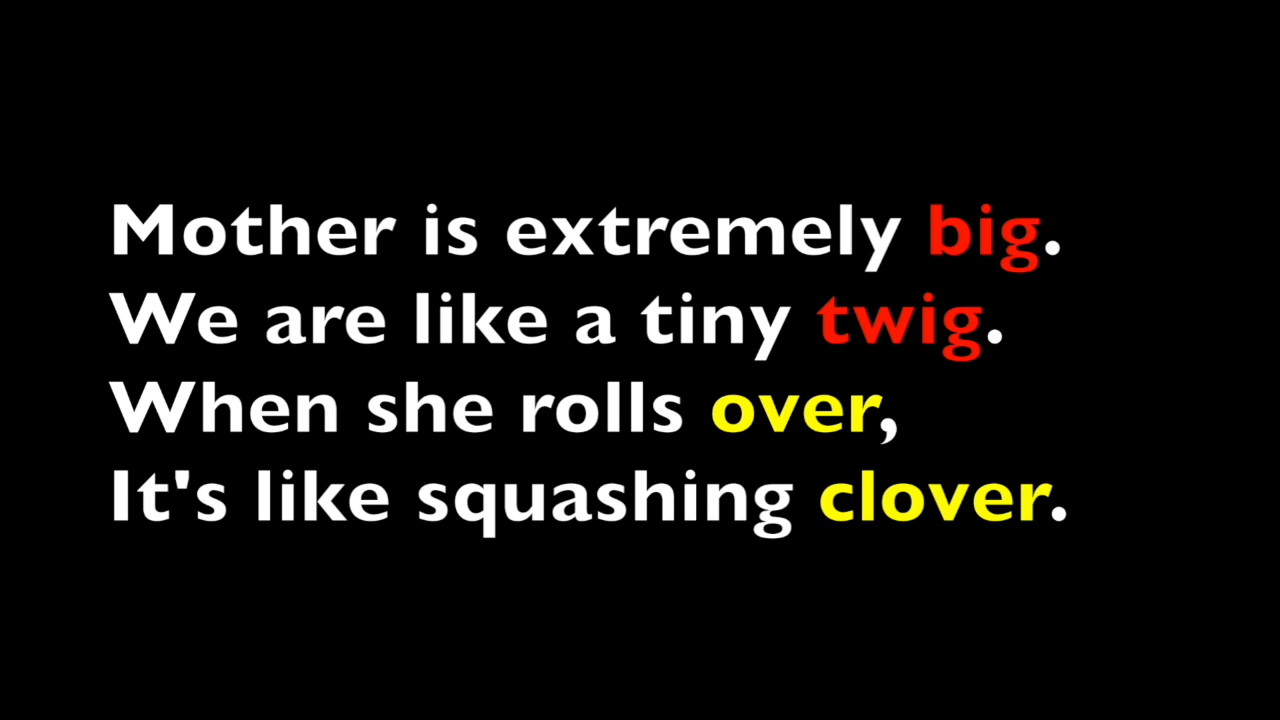 Mother is extremely big.
We are like a tiny twig.
When she rolls over,
It's like squashing clover.